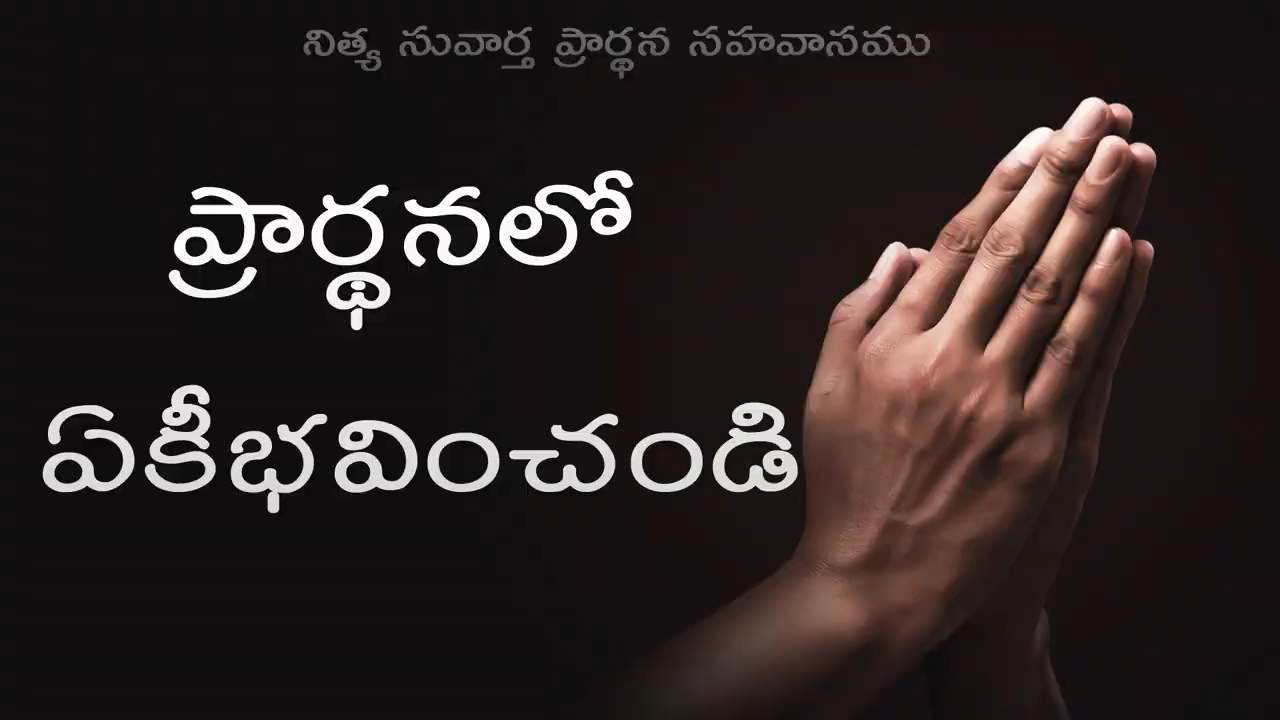 నిత్య సువార్త ప్రార్థన సహవాసము
ప్రార్థనలో
ఏకీభవించండి